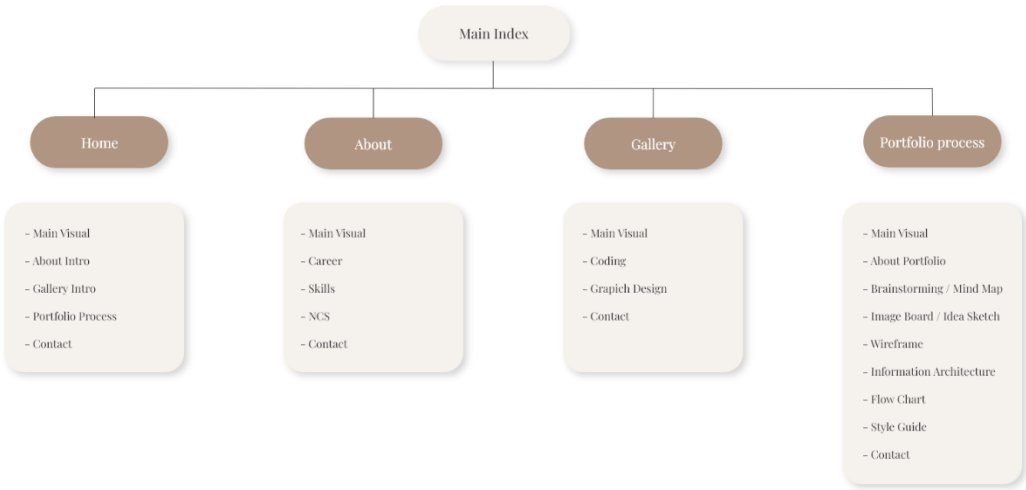 Main Index
Home
About
Gallery
Portfolio process
- Main Visual
- About Intro
- Gallery Intro
- Portfolio Process
- Contact
- Main Visual
- Career
- Skills
- NCS
- Contact
- Main Visual
- Coding
- Grapich Design
- Contact
- Main Visual
- About Portfolio
- Brainstorming / Mind Map
- Image Board / Idea Sketch
- Wireframe
- Information Architecture
- Flow Chart
- Style Guide
- Contact